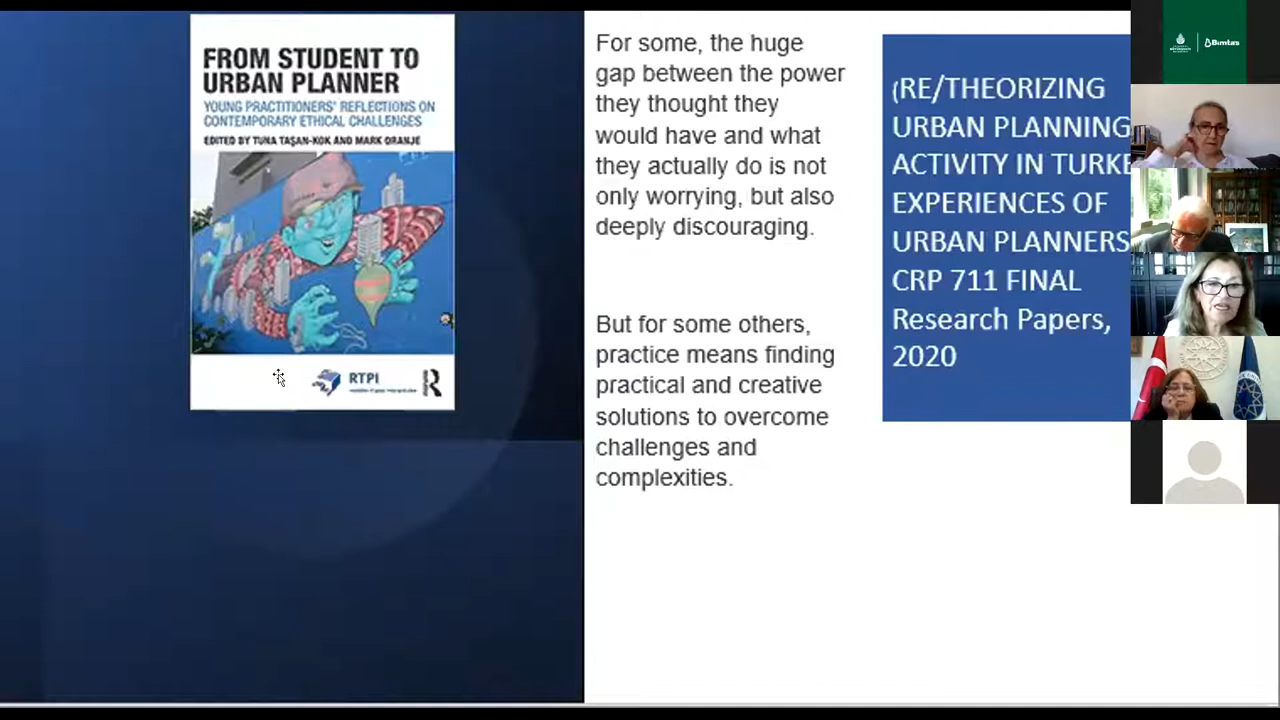 FROM STUDENT TO
URBAN PLANNER
YOUNG PRACTITIONERS' REFLECTIONS ON
CONTEMPORARY ETHICAL CHALLENGES
EDITED BY TUNA TAŞAN-KOK AND MARK ORANJE
RTPI
R
For some, the huge
gap between the power
they thought they
would have and what
they actually do is not
only worrying, but also
deeply discouraging.
But for some others,
practice means finding
practical and creative
solutions to overcome
challenges and
complexities.
(RE/THEORIZING
URBAN PLANNING
ACTIVITY IN TURKE
EXPERIENCES OF
URBAN PLANNERS
CRP 711 FINAL
Research Papers,
2020
Bimtas